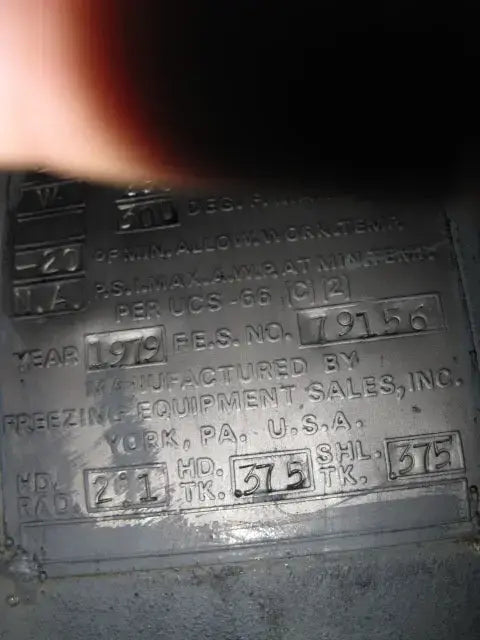 W
300 DEG. F.
-20 °F MIN. ALLOW. WORK. TEMP.
N.A. P.S.I. MAX. A.W.P. AT MIN. TEMP.
PER UCS-66 (C) (2)
YEAR 1979 F.E.S. NO. 79156
MANUFACTURED BY
FREEZING EQUIPMENT SALES, INC.
YORK, PA. U.S.A.
HD. RAD. 2:1 HD. TK. .375 SHL. TK. .375